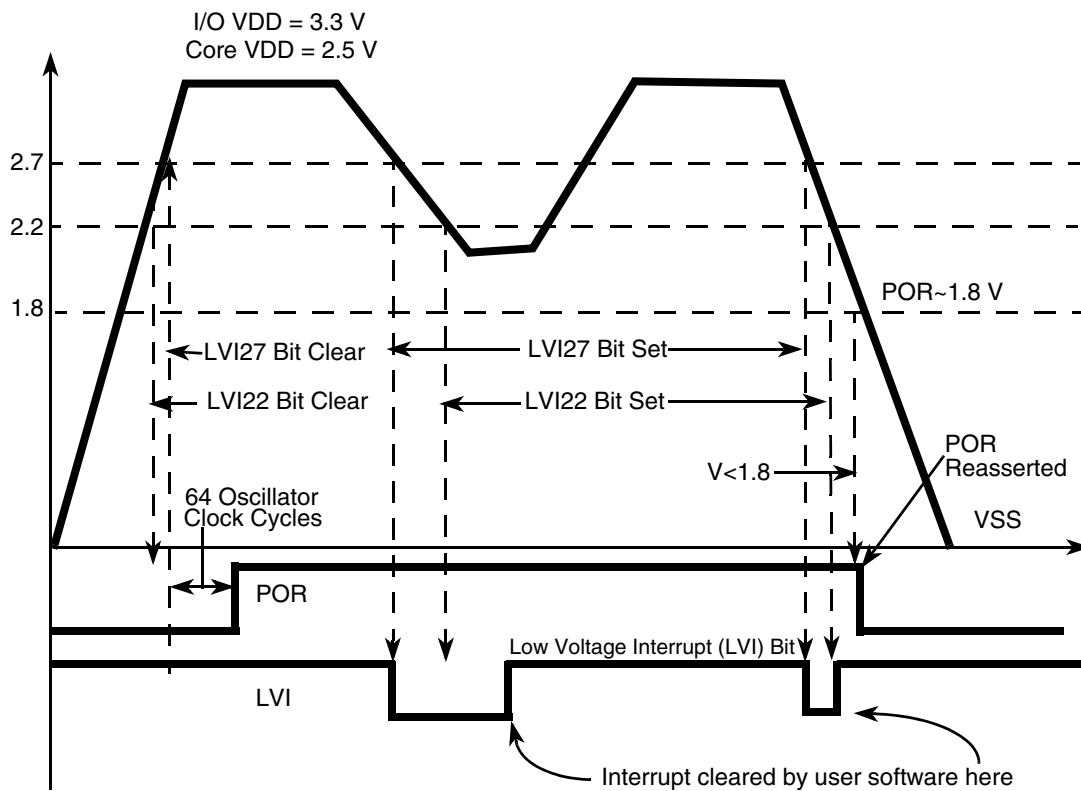 I/O VDD = 3.3 V
Core VDD = 2.5 V
2.7
2.2
1.8
POR~1.8 V
LVI27 Bit Clear
LVI27 Bit Set
LVI22 Bit Clear
LVI22 Bit Set
V<1.8
POR
Reasserted
64 Oscillator
Clock Cycles
VSS
POR
Low Voltage Interrupt (LVI) Bit
LVI
Interrupt cleared by user software here